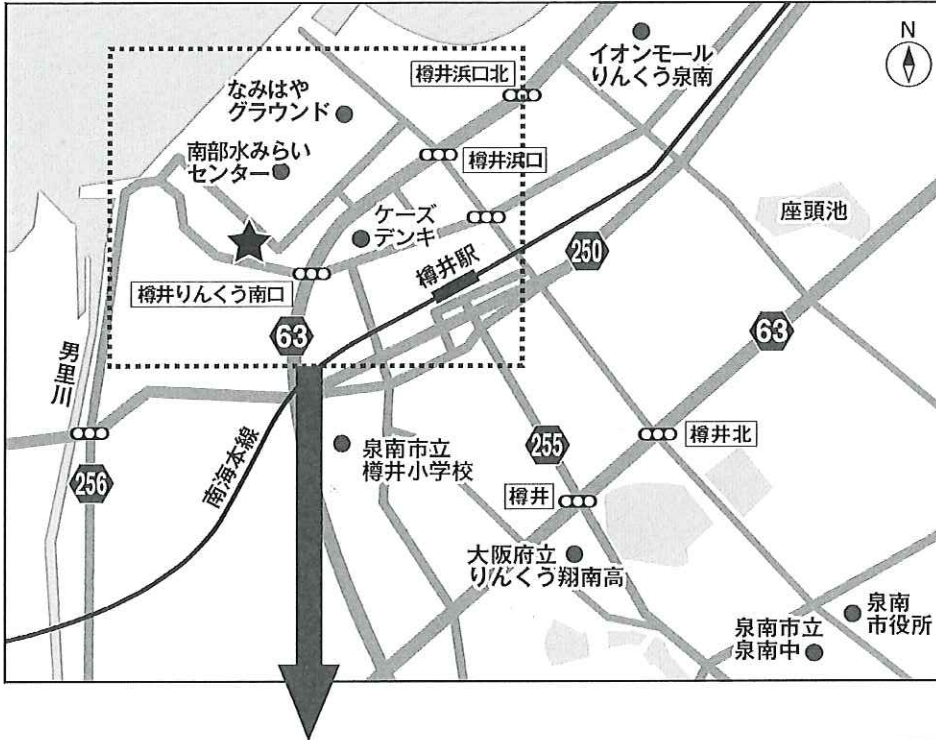 N
イオンモール
りんくう泉南
樽井浜口北
なみはや
グラウンド
南部水みらい
センター
樽井浜口
ケーズ
デンキ
座頭池
樽井駅
250
樽井りんくう南口
63
63
男里川
南海本線
256
泉南市立
樽井小学校
255
樽井北
樽井
大阪府立
りんくう翔南高
泉南
市役所
泉南市立
泉南中